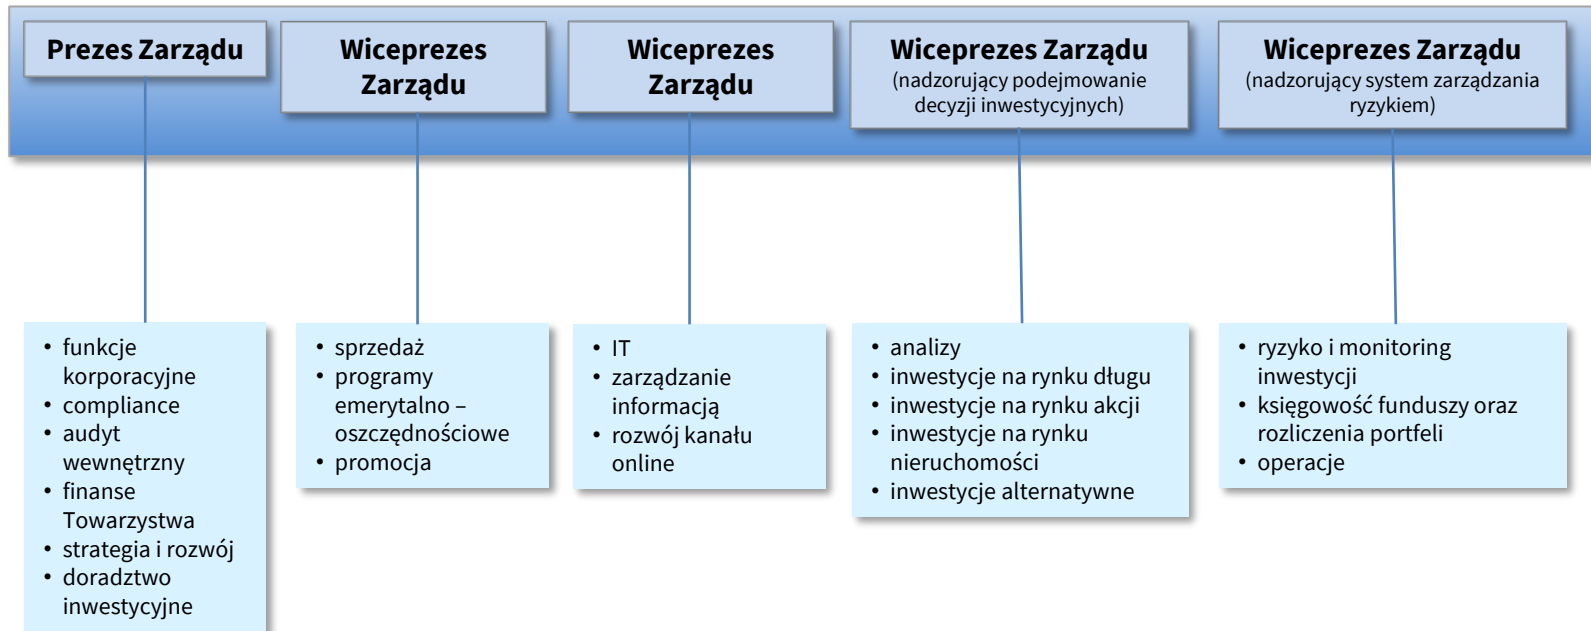 Prezes Zarządu
Wiceprezes
Zarządu
Wiceprezes
Zarządu
Wiceprezes Zarządu
(nadzorujący podejmowanie
decyzji inwestycyjnych)
Wiceprezes Zarządu
(nadzorujący system zarządzania
ryzykiem)
• funkcje
korporacyjne
• compliance
• audyt
wewnętrzny
• finanse
Towarzystwa
• strategia i rozwój
• doradztwo
inwestycyjne
• sprzedaż
• programy
emerytalno –
oszczędnościowe
• promocja
• IT
• zarządzanie
informacją
• rozwój kanału
online
• analizy
• inwestycje na rynku długu
• inwestycje na rynku akcji
• inwestycje na rynku
nieruchomości
• inwestycje alternatywne
• ryzyko i monitoring
inwestycji
• księgowość funduszy oraz
rozliczenia portfeli
• operacje